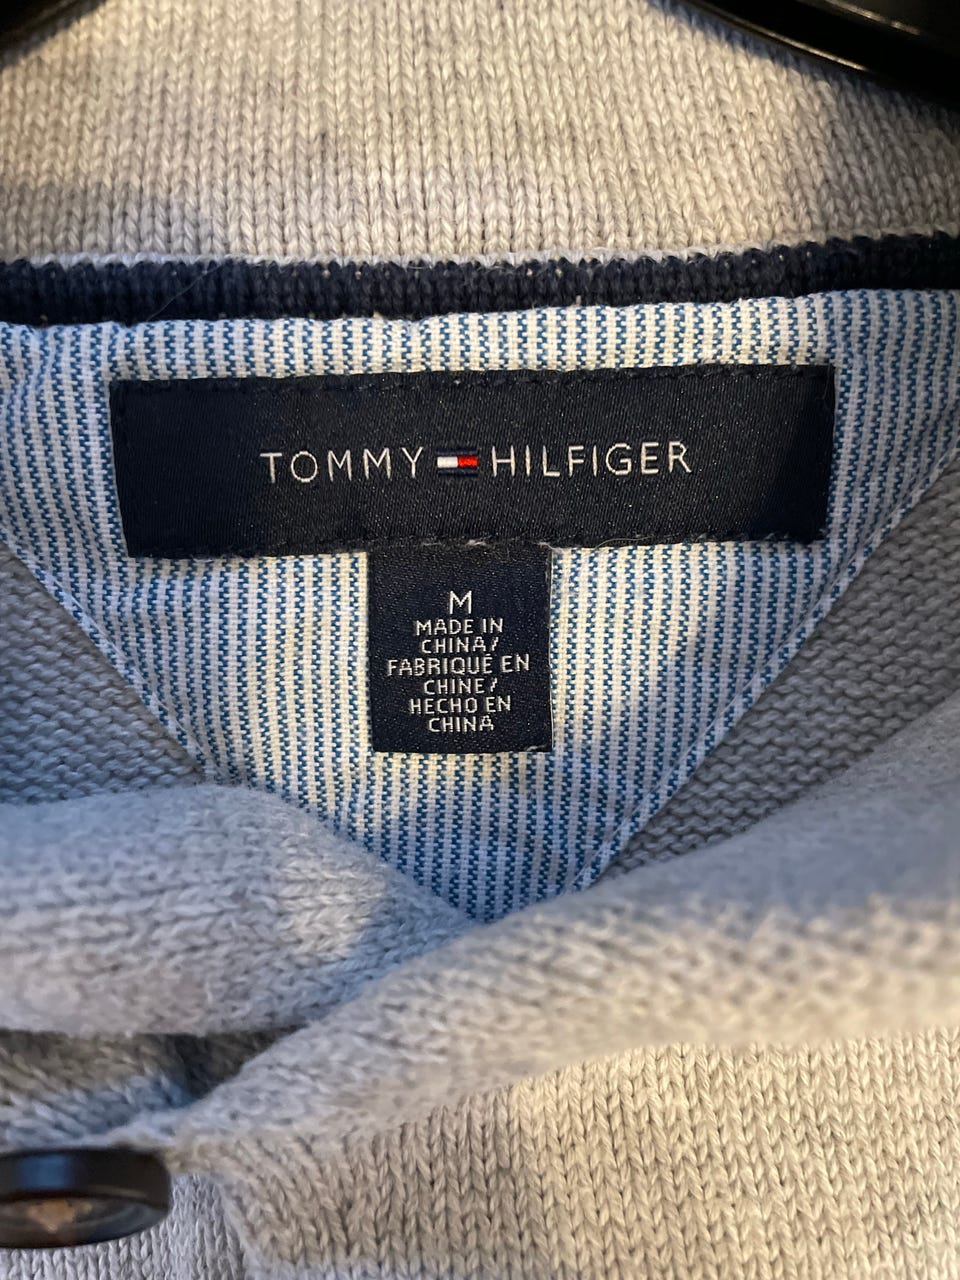 TOMMY HILFIGER
M
MADE IN
CHINA/
FABRIQUÉ EN
CHINE/
HECHO EN
CHINA